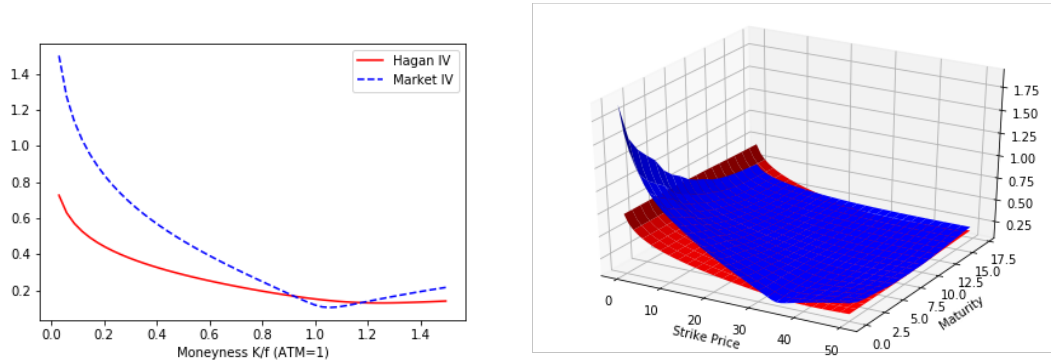 Hagan IV
Market IV
1.4
1.2
1.0
0.8
0.6
0.4
0.2
0.0 0.2 0.4 0.6 0.8 1.0 1.2 1.4
Moneyness K/f (ATM=1)
1.75
1.50
1.25
1.00
0.75
0.50
0.25
0 10 20 30 40 50
Strike Price
0.0 2.5 5.0 7.5 10.0 12.5 15.0 17.5
Maturity